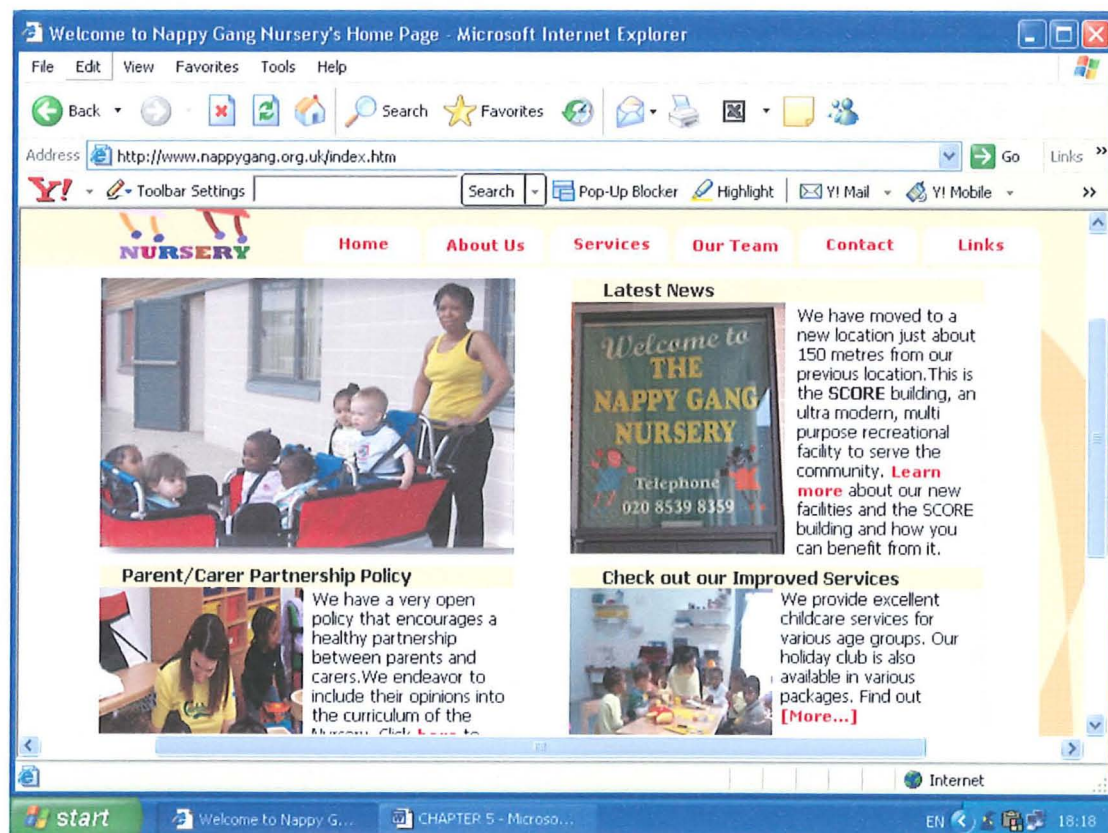 Welcome to Nappy Gang Nursery's Home Page - Microsoft Internet Explorer
File Edit View Favorites Tools Help
Back Search Favorites
Address http://www.nappygang.org.uk/index.htm Go Links »
Y! Toolbar Settings Search Pop-Up Blocker Highlight Y! Mail Y! Mobile »
NURSERY
Home About Us Services Our Team Contact Links
Latest News
Welcome to
THE
NAPPY GANG
NURSERY
Telephone
020 8539 8359
We have moved to a
new location just about
150 metres from our
previous location.This is
the SCORE building, an
ultra modern, multi
purpose recreational
facility to serve the
community. Learn
more about our new
facilities and the SCORE
building and how you
can benefit from it.
Parent/Carer Partnership Policy
We have a very open
policy that encourages a
healthy partnership
between parents and
carers.We endeavor to
include their opinions into
the curriculum of the
Nursery. Click here to
Check out our Improved Services
We provide excellent
childcare services for
various age groups. Our
holiday club is also
available in various
packages. Find out
[More...]
Internet
start Welcome to Nappy G... CHAPTER 5 - Microso... EN 18:18